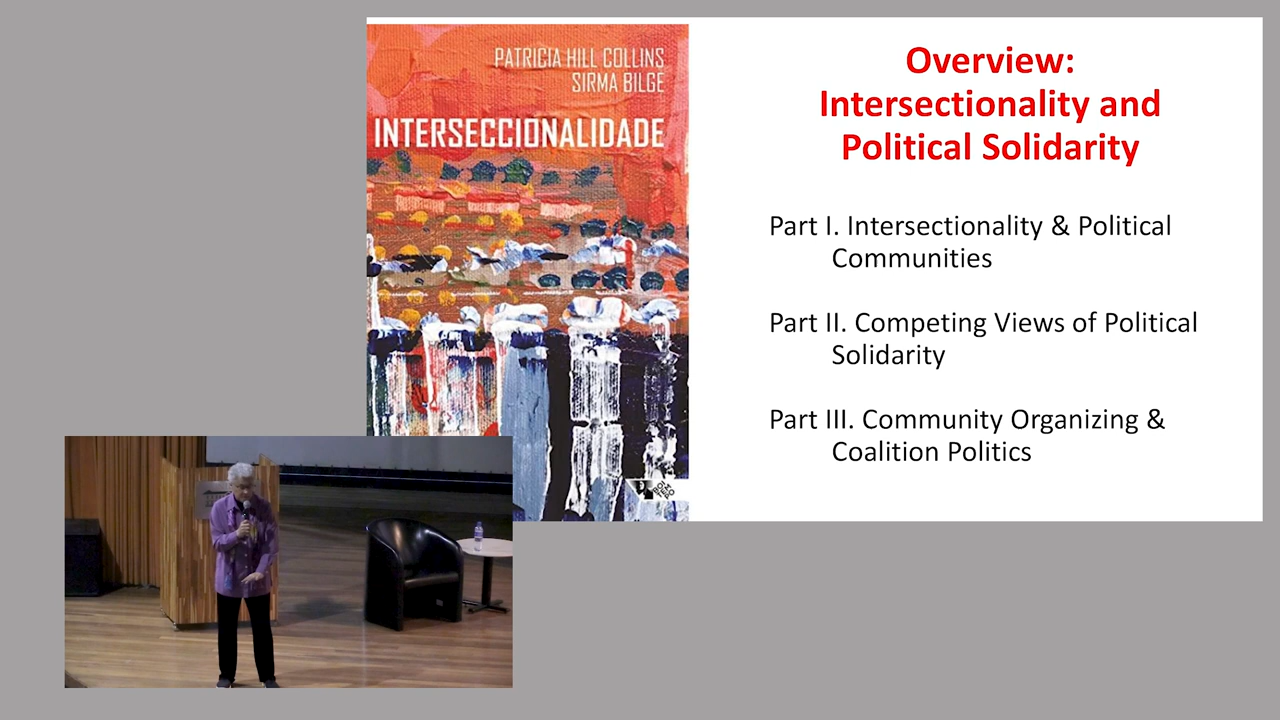 PATRICIA HILL COLLINS
SIRMA BILGE
INTERSECCIONALIDADE
Overview:
Intersectionality and
Political Solidarity
Part I. Intersectionality & Political
Communities
Part II. Competing Views of Political
Solidarity
Part III. Community Organizing &
Coalition Politics